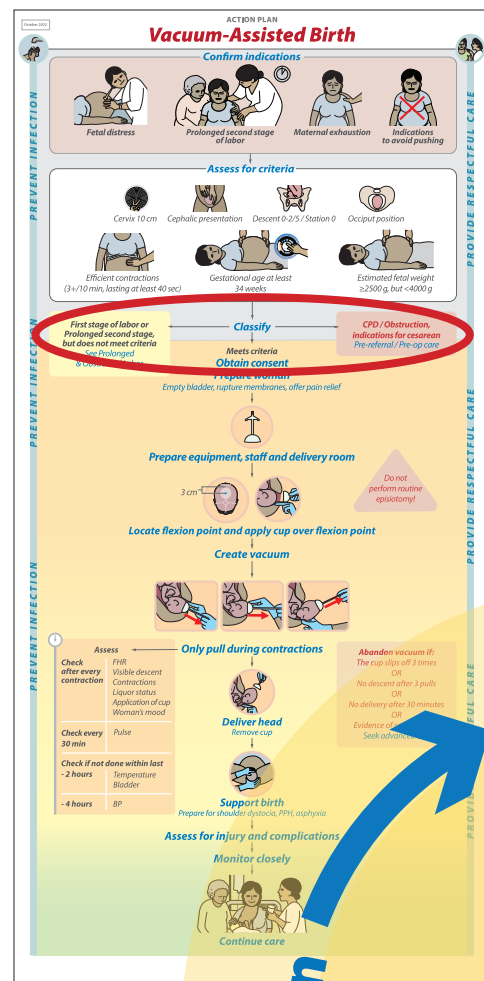 October 2022
ACTION PLAN
Vacuum-Assisted Birth
Confirm indications
Fetal distress
Prolonged second stage
of labor
Maternal exhaustion
Indications
to avoid pushing
Assess for criteria
Cervix 10 cm
Cephalic presentation
Descent 0-2/5 / Station 0
Occiput position
Efficient contractions
(3+/10 min, lasting at least 40 sec)
Gestational age at least
34 weeks
Estimated fetal weight
≥2500 g, but <4000 g
First stage of labor or
Prolonged second stage,
but does not meet criteria
See Prolonged
&
Classify
CPD / Obstruction,
indications for cesarean
Pre-referral / Pre-op care
Meets criteria
Obtain consent
Prepare woman
Empty bladder, rupture membranes, offer pain relief
Prepare equipment, staff and delivery room
3 cm
Do not
perform routine
episiotomy!
Locate flexion point and apply cup over flexion point
Create vacuum
Only pull during contractions
Assess
Check
after every
contraction
FHR
Visible descent
Contractions
Liquor status
Application of cup
Woman's mood
Check every
30 min
Pulse
Check if not done within last
- 2 hours
Temperature
Bladder
- 4 hours
BP
Abandon vacuum if:
The cup slips off 3 times
OR
No descent after 3 pulls
OR
No delivery after 30 minutes
OR
Evidence of
Seek advanced
Deliver head
Remove cup
Support birth
Prepare for shoulder dystocia, PPH, asphyxia
Assess for injury and complications
Monitor closely
Continue care
PREVENT INFECTION
PREVENT INFECTION
PREVENT INFECTION
PROVIDE RESPECTFUL CARE
PROVIDE RESPECTFUL CARE
CARE